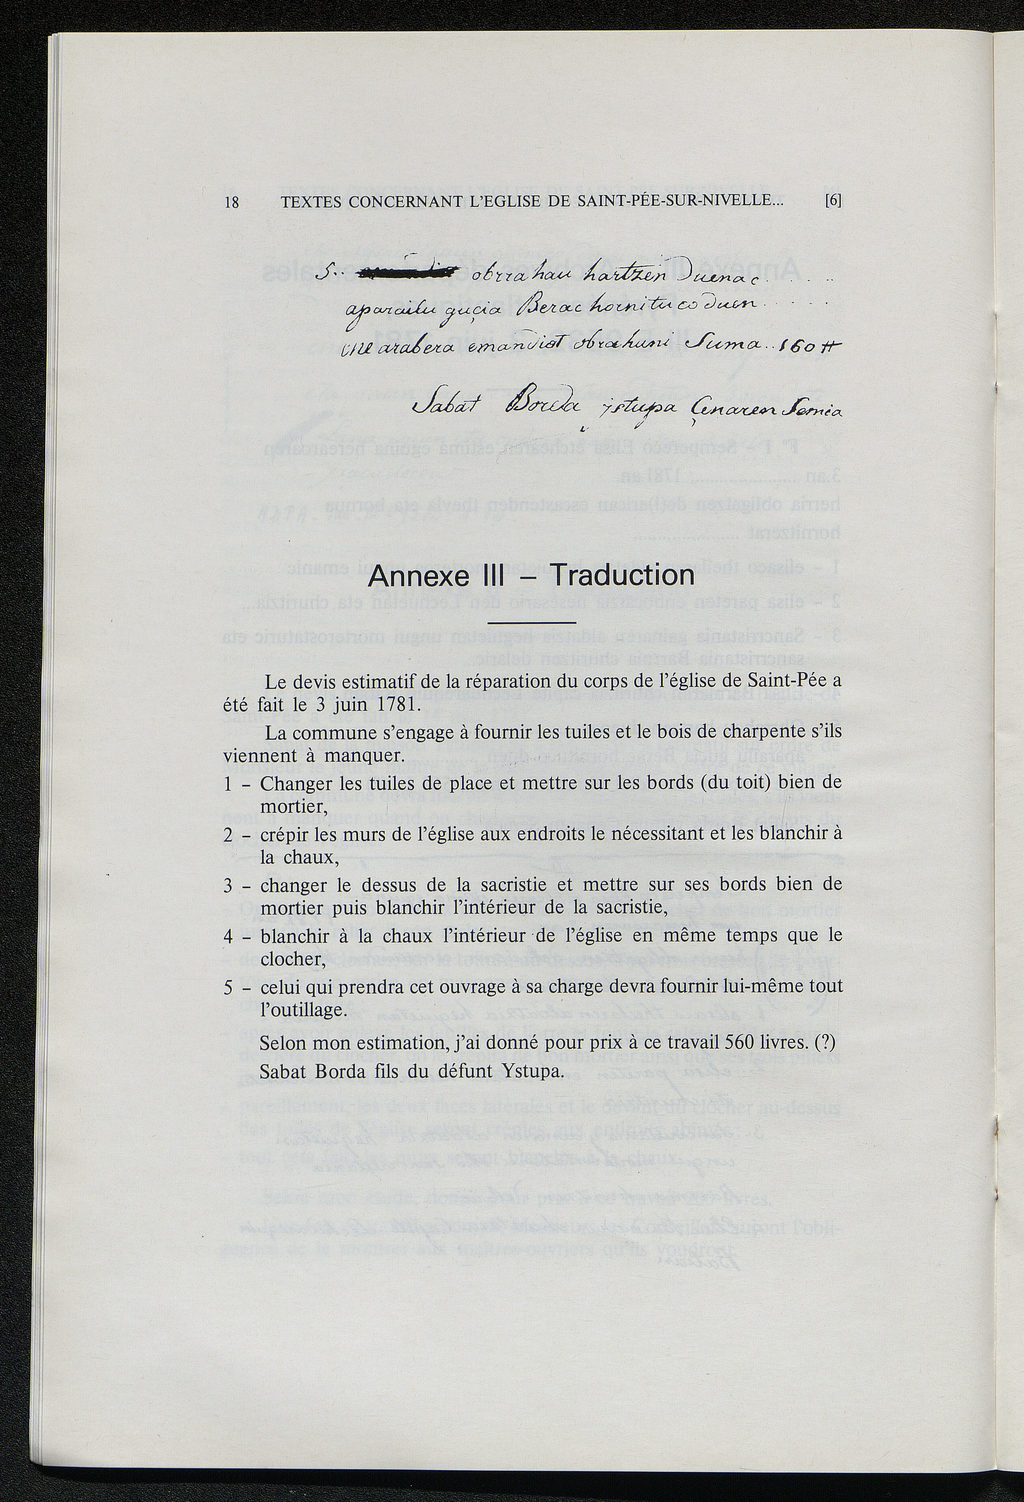 18 TEXTES CONCERNANT L'EGLISE DE SAINT-PÉE-SUR-NIVELLE... [6]
5.. obrra hau hartzen Duenac
aparailu gucia Berac hornituco Duen
arabera emandiot obra huni Suma.. 160 ₶
Sabat Borda ystupa Cenaren Semea
Annexe III – Traduction
Le devis estimatif de la réparation du corps de l'église de Saint-Pée a
été fait le 3 juin 1781.
La commune s'engage à fournir les tuiles et le bois de charpente s'ils
viennent à manquer.
1 – Changer les tuiles de place et mettre sur les bords (du toit) bien de
mortier,
2 – crépir les murs de l'église aux endroits le nécessitant et les blanchir à
la chaux,
3 – changer le dessus de la sacristie et mettre sur ses bords bien de
mortier puis blanchir l'intérieur de la sacristie,
4 – blanchir à la chaux l'intérieur de l'église en même temps que le
clocher,
5 – celui qui prendra cet ouvrage à sa charge devra fournir lui-même tout
l'outillage.
Selon mon estimation, j'ai donné pour prix à ce travail 560 livres. (?)
Sabat Borda fils du défunt Ystupa.